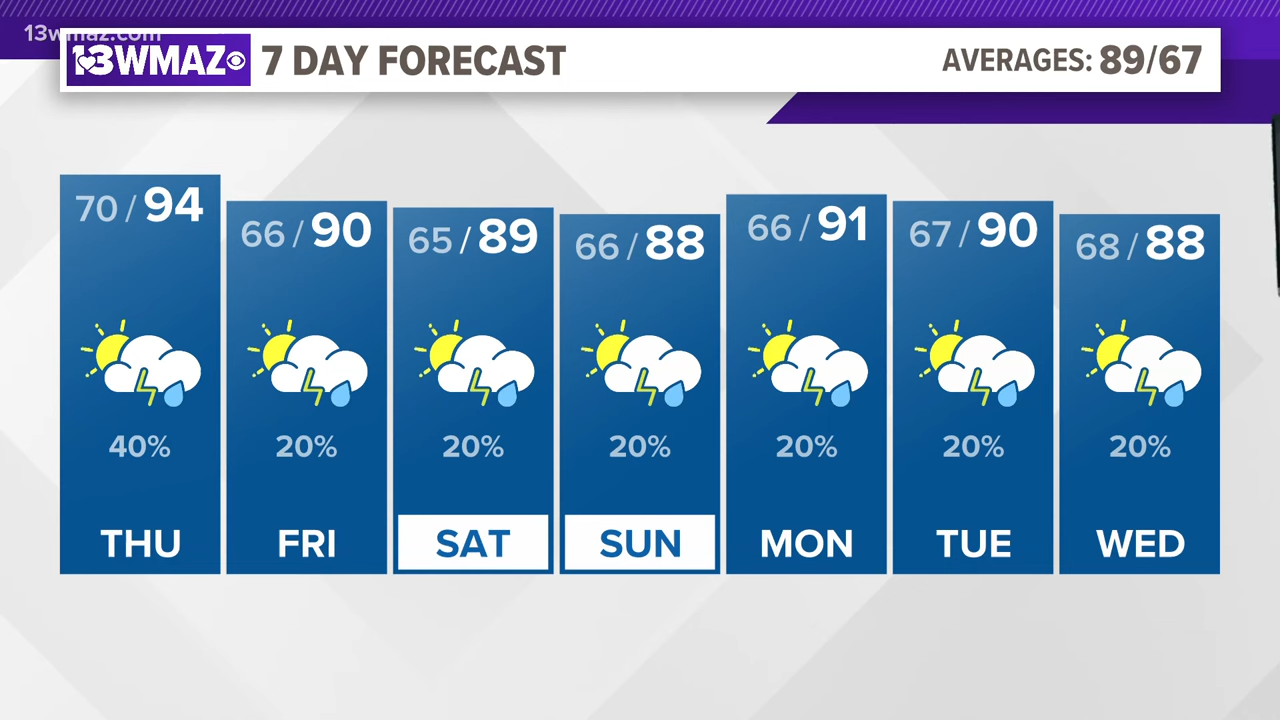 13wmaz.com
13WMAZ 7 DAY FORECAST AVERAGES: 89/67
70 / 94 66 / 90 65 / 89 66 / 88 66 / 91 67 / 90 68 / 88
40% 20% 20% 20% 20% 20% 20%
THU FRI SAT SUN MON TUE WED